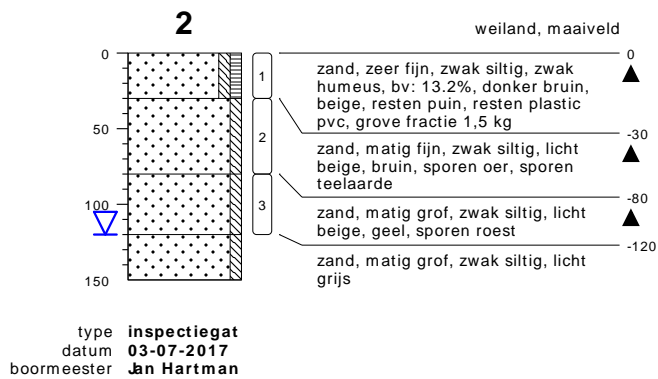 2
weiland, maaiveld
0
0
1
zand, zeer fijn, zwak siltig, zwak
humeus, bv: 13.2%, donker bruin,
beige, resten puin, resten plastic
pvc, grove fractie 1,5 kg
-30
50
2
zand, matig fijn, zwak siltig, licht
beige, bruin, sporen oer, sporen
teelaarde
-80
100
3
zand, matig grof, zwak siltig, licht
beige, geel, sporen roest
-120
zand, matig grof, zwak siltig, licht
grijs
150
type inspectiegat
datum 03-07-2017
boormeester Jan Hartman